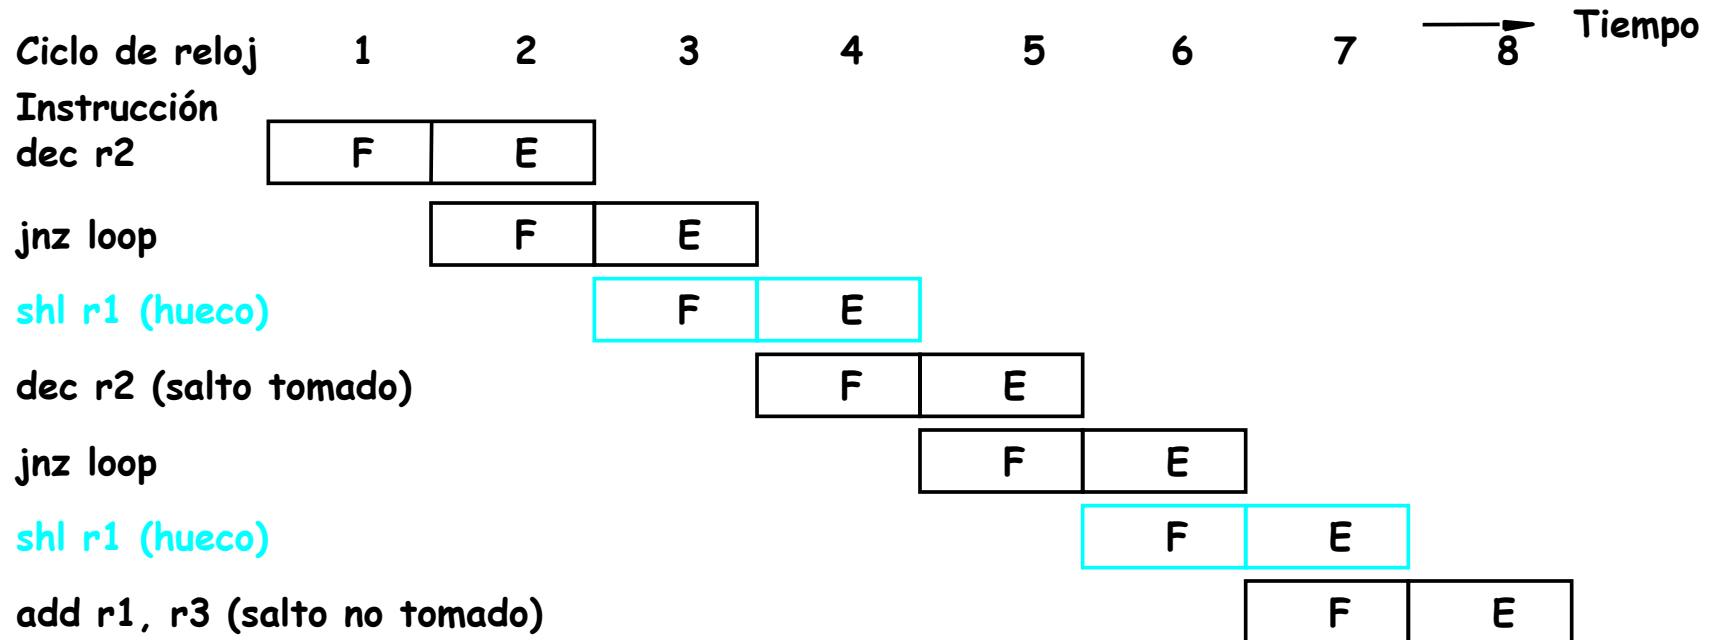 Tiempo
Ciclo de reloj 1 2 3 4 5 6 7 8
Instrucción
dec r2 F E
jnz loop F E
shl r1 (hueco) F E
dec r2 (salto tomado) F E
jnz loop F E
shl r1 (hueco) F E
add r1, r3 (salto no tomado) F E